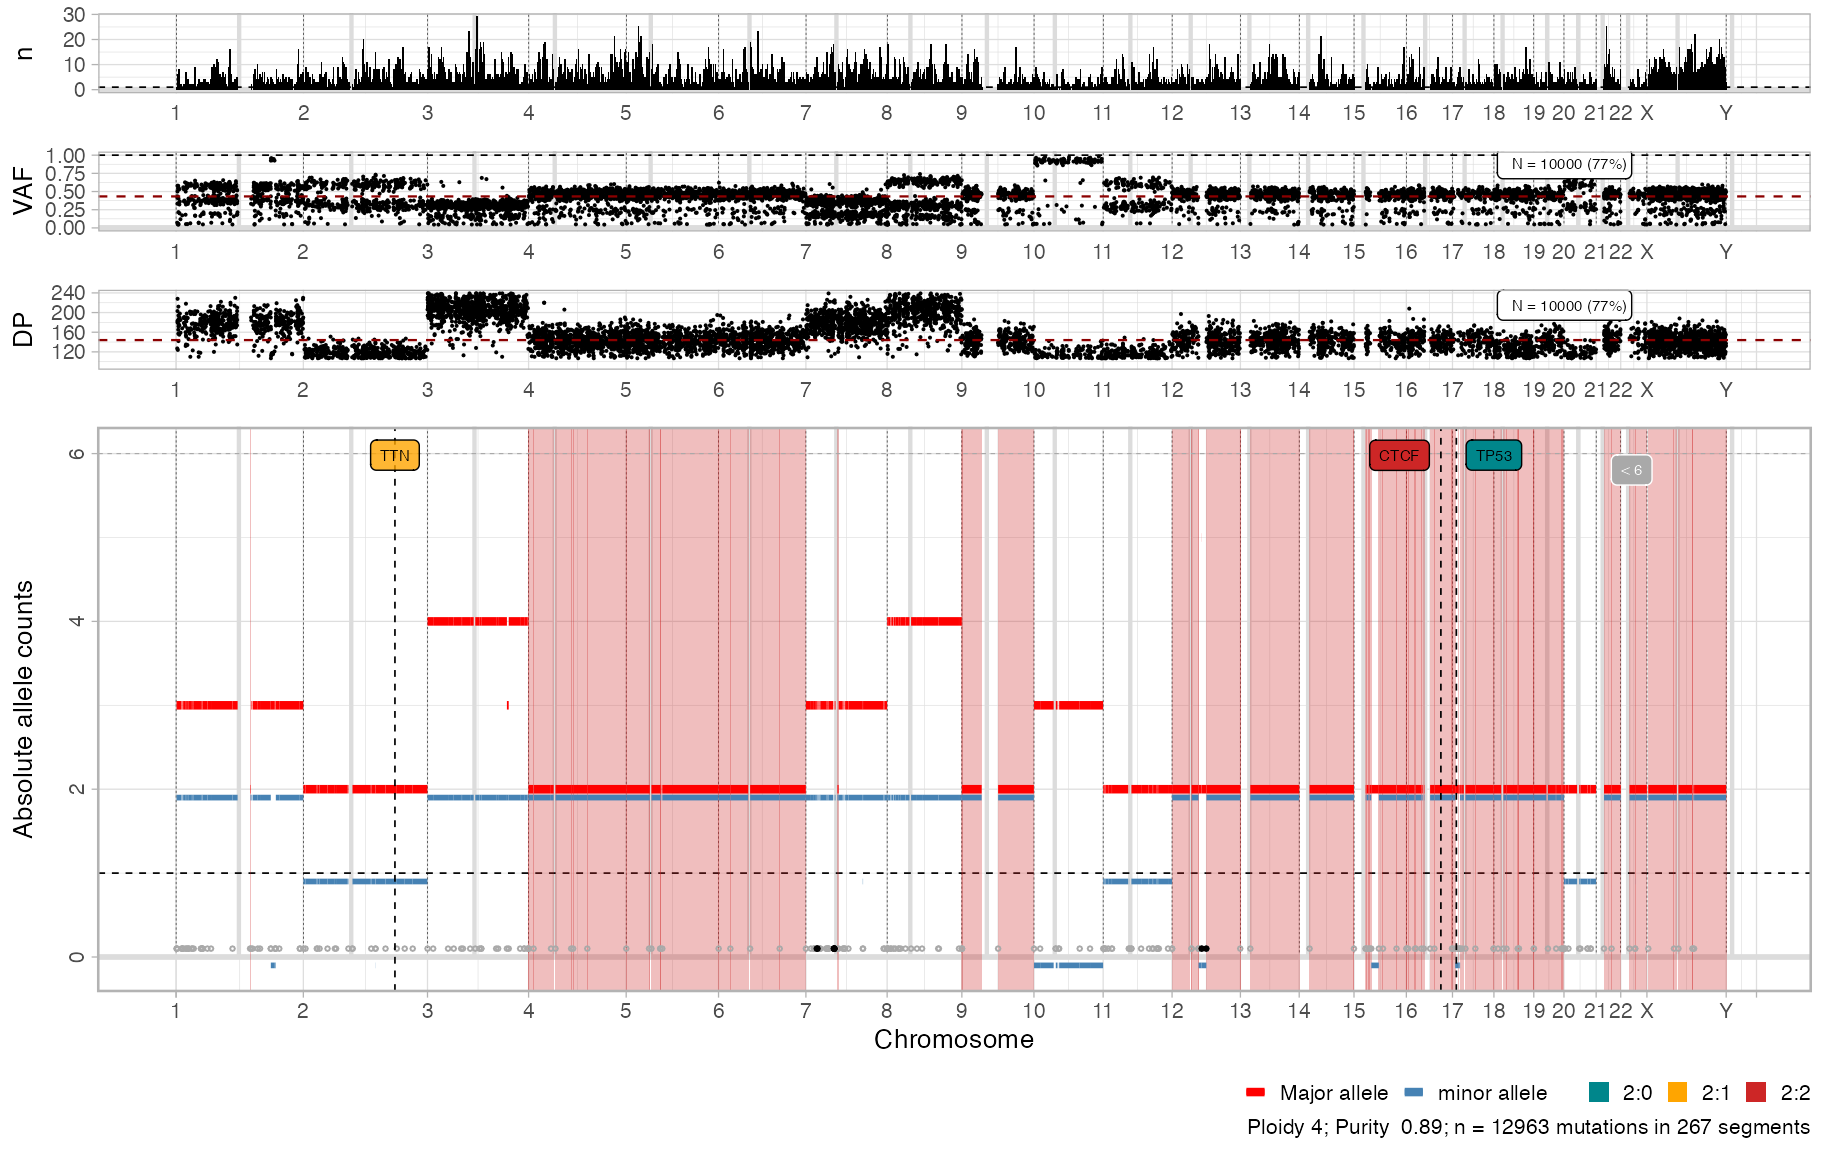 n
30
20
10
0
1 2 3 4 5 6 7 8 9 10 11 12 13 14 15 16 17 18 19 20 21 22 X Y
VAF
1.00
0.75
0.50
0.25
0.00
N = 10000 (77%)
1 2 3 4 5 6 7 8 9 10 11 12 13 14 15 16 17 18 19 20 21 22 X Y
DP
240
200
160
120
N = 10000 (77%)
1 2 3 4 5 6 7 8 9 10 11 12 13 14 15 16 17 18 19 20 21 22 X Y
Absolute allele counts
6
4
2
0
TTN
CTCF
TP53
< 6
1 2 3 4 5 6 7 8 9 10 11 12 13 14 15 16 17 18 19 20 21 22 X Y
Chromosome
Major allele minor allele 2:0 2:1 2:2
Ploidy 4; Purity 0.89; n = 12963 mutations in 267 segments